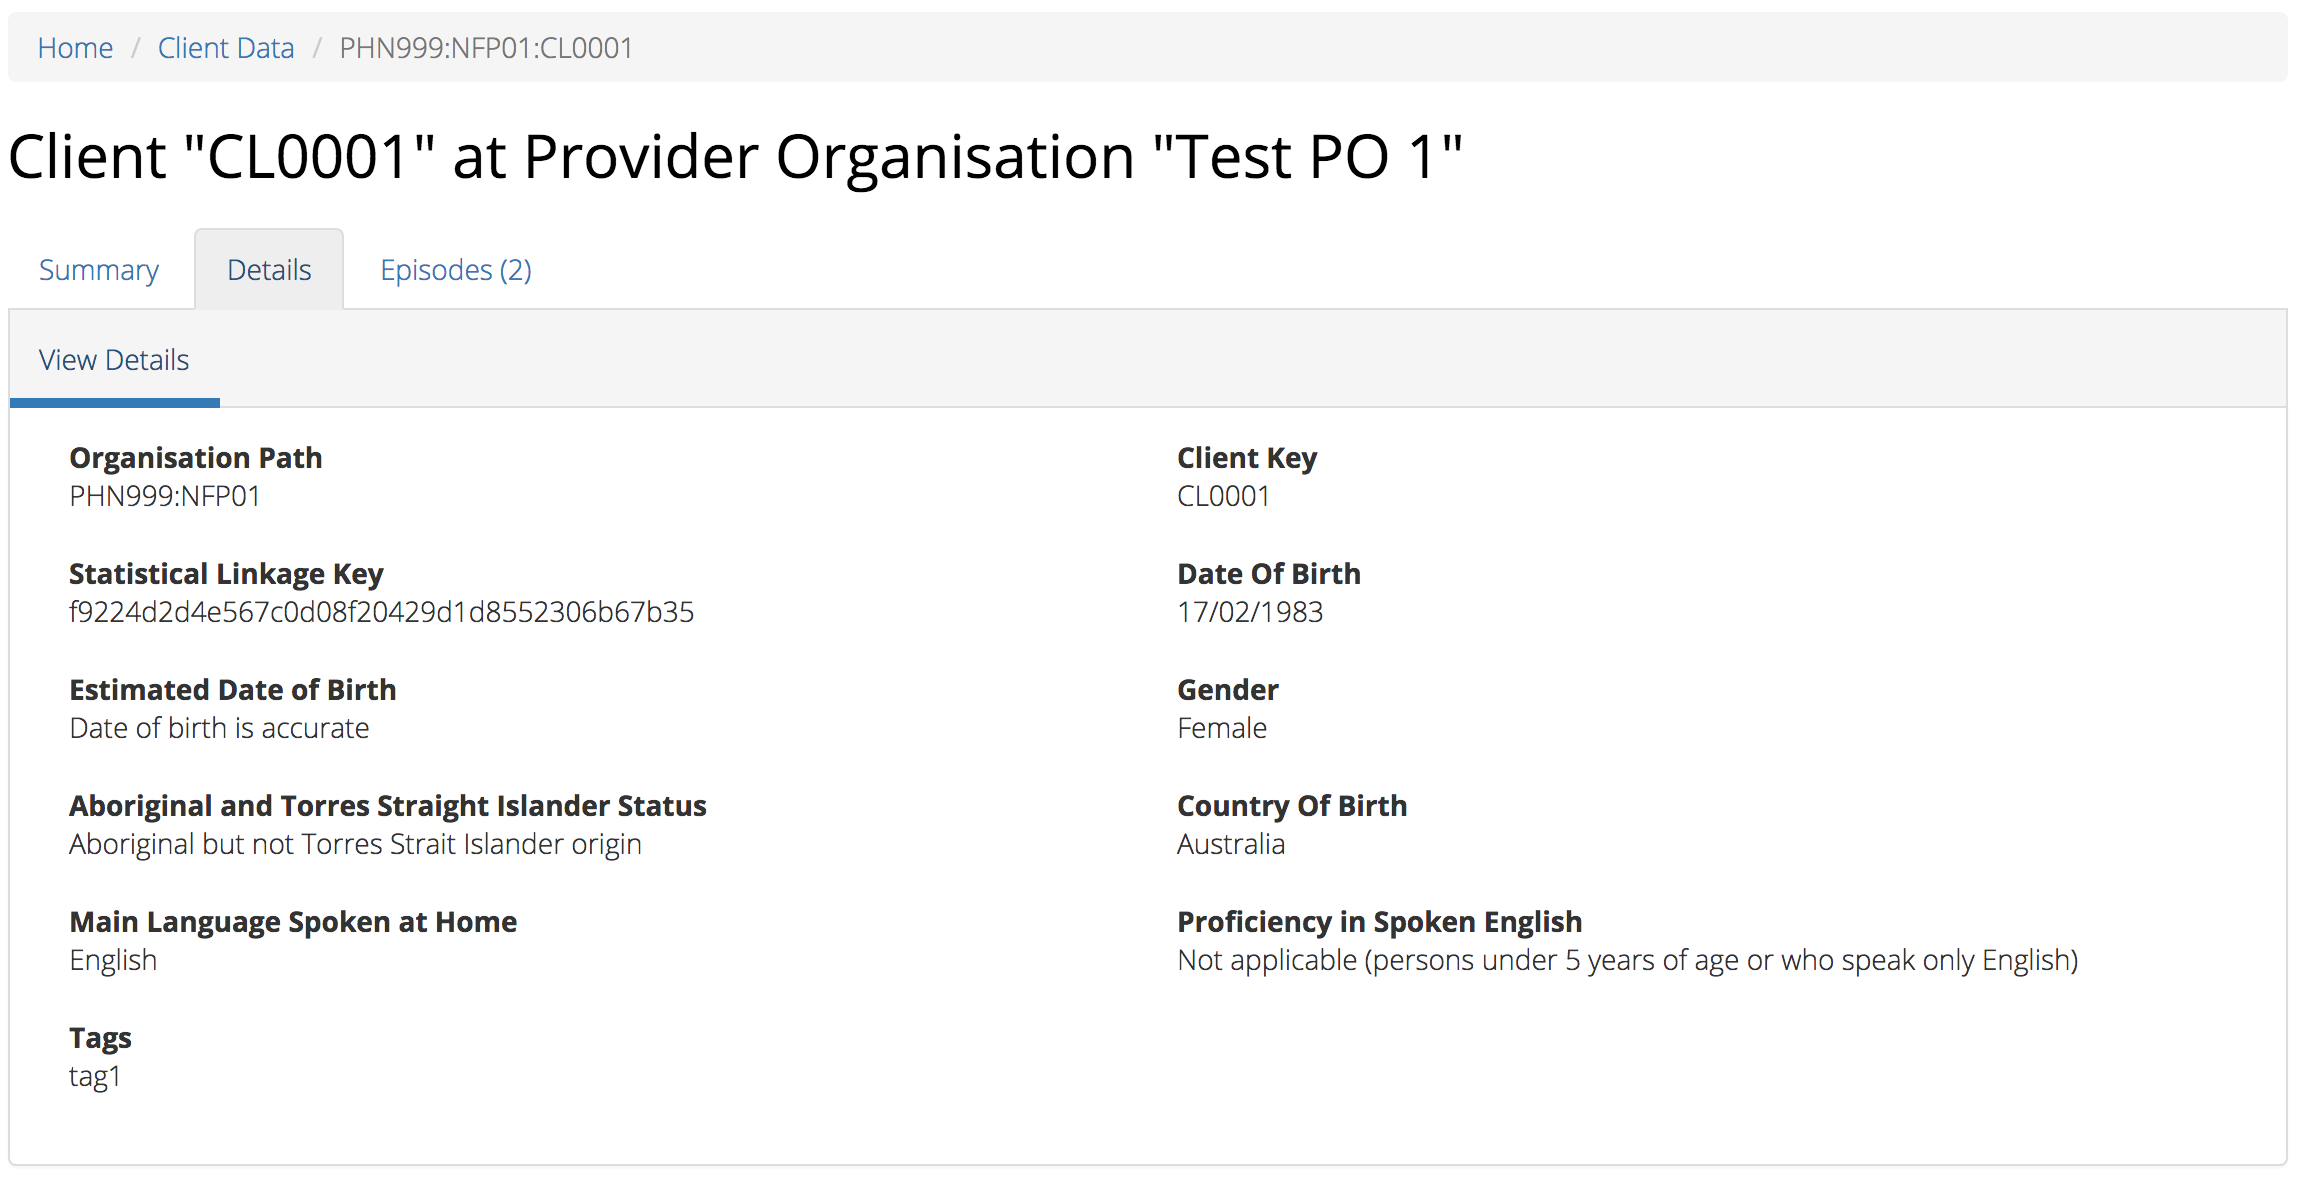 Home / Client Data / PHN999:NFP01:CL0001
Client "CL0001" at Provider Organisation "Test PO 1"
Summary Details Episodes (2)
View Details
Organisation Path
PHN999:NFP01
Client Key
CL0001
Statistical Linkage Key
f9224d2d4e567c0d08f20429d1d8552306b67b35
Date Of Birth
17/02/1983
Estimated Date of Birth
Date of birth is accurate
Gender
Female
Aboriginal and Torres Straight Islander Status
Aboriginal but not Torres Strait Islander origin
Country Of Birth
Australia
Main Language Spoken at Home
English
Proficiency in Spoken English
Not applicable (persons under 5 years of age or who speak only English)
Tags
tag1